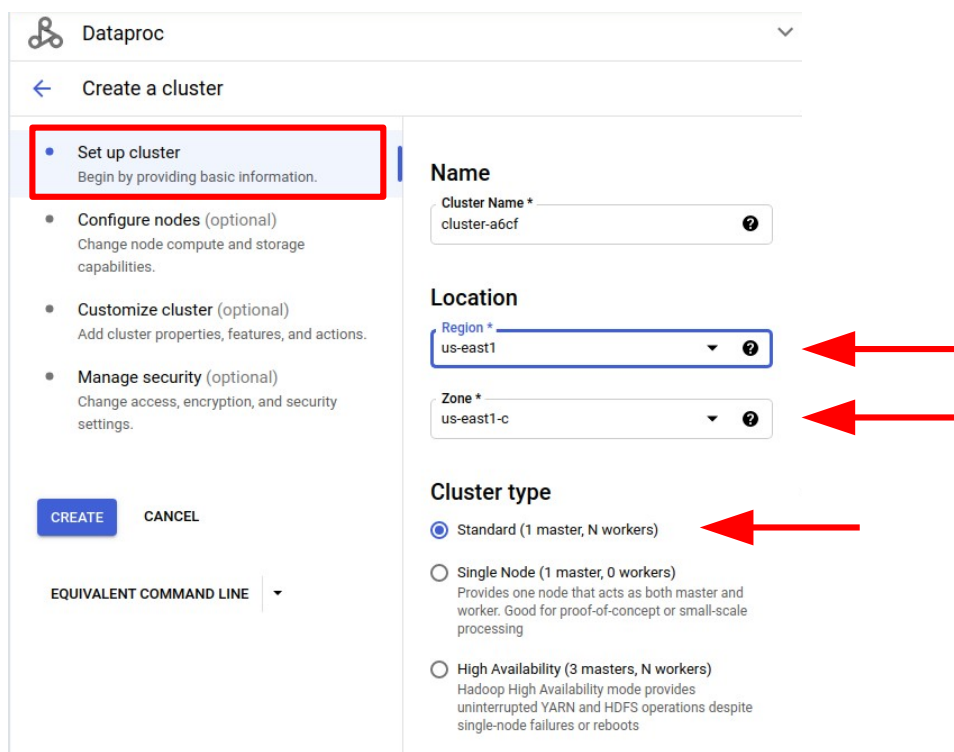 Dataproc
Create a cluster
Set up cluster
Begin by providing basic information.
Configure nodes (optional)
Change node compute and storage
capabilities.
Customize cluster (optional)
Add cluster properties, features, and actions.
Manage security (optional)
Change access, encryption, and security
settings.
CREATE
CANCEL
EQUIVALENT COMMAND LINE
Name
Cluster Name *
cluster-a6cf
Location
Region *
us-east1
Zone *
us-east1-c
Cluster type
Standard (1 master, N workers)
Single Node (1 master, 0 workers)
Provides one node that acts as both master and
worker. Good for proof-of-concept or small-scale
processing
High Availability (3 masters, N workers)
Hadoop High Availability mode provides
uninterrupted YARN and HDFS operations despite
single-node failures or reboots